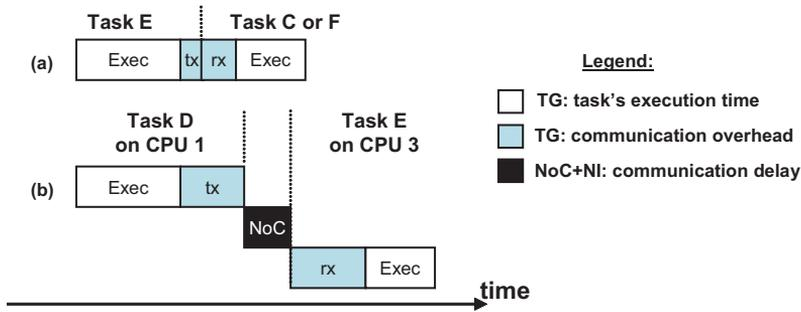 Task E
Task C or F
(a)
Exec
tx
rx
Exec
Legend:
TG: task's execution time
TG: communication overhead
NoC+NI: communication delay
Task D
on CPU 1
Task E
on CPU 3
(b)
Exec
tx
NoC
rx
Exec
time